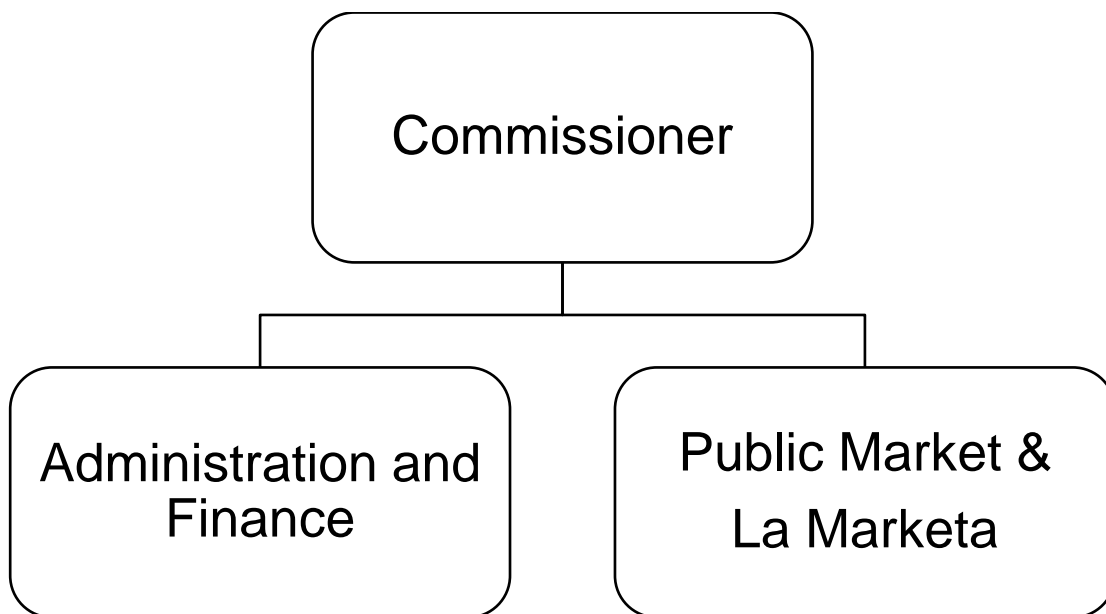 Commissioner
Administration and
Finance
Public Market &
La Marketa